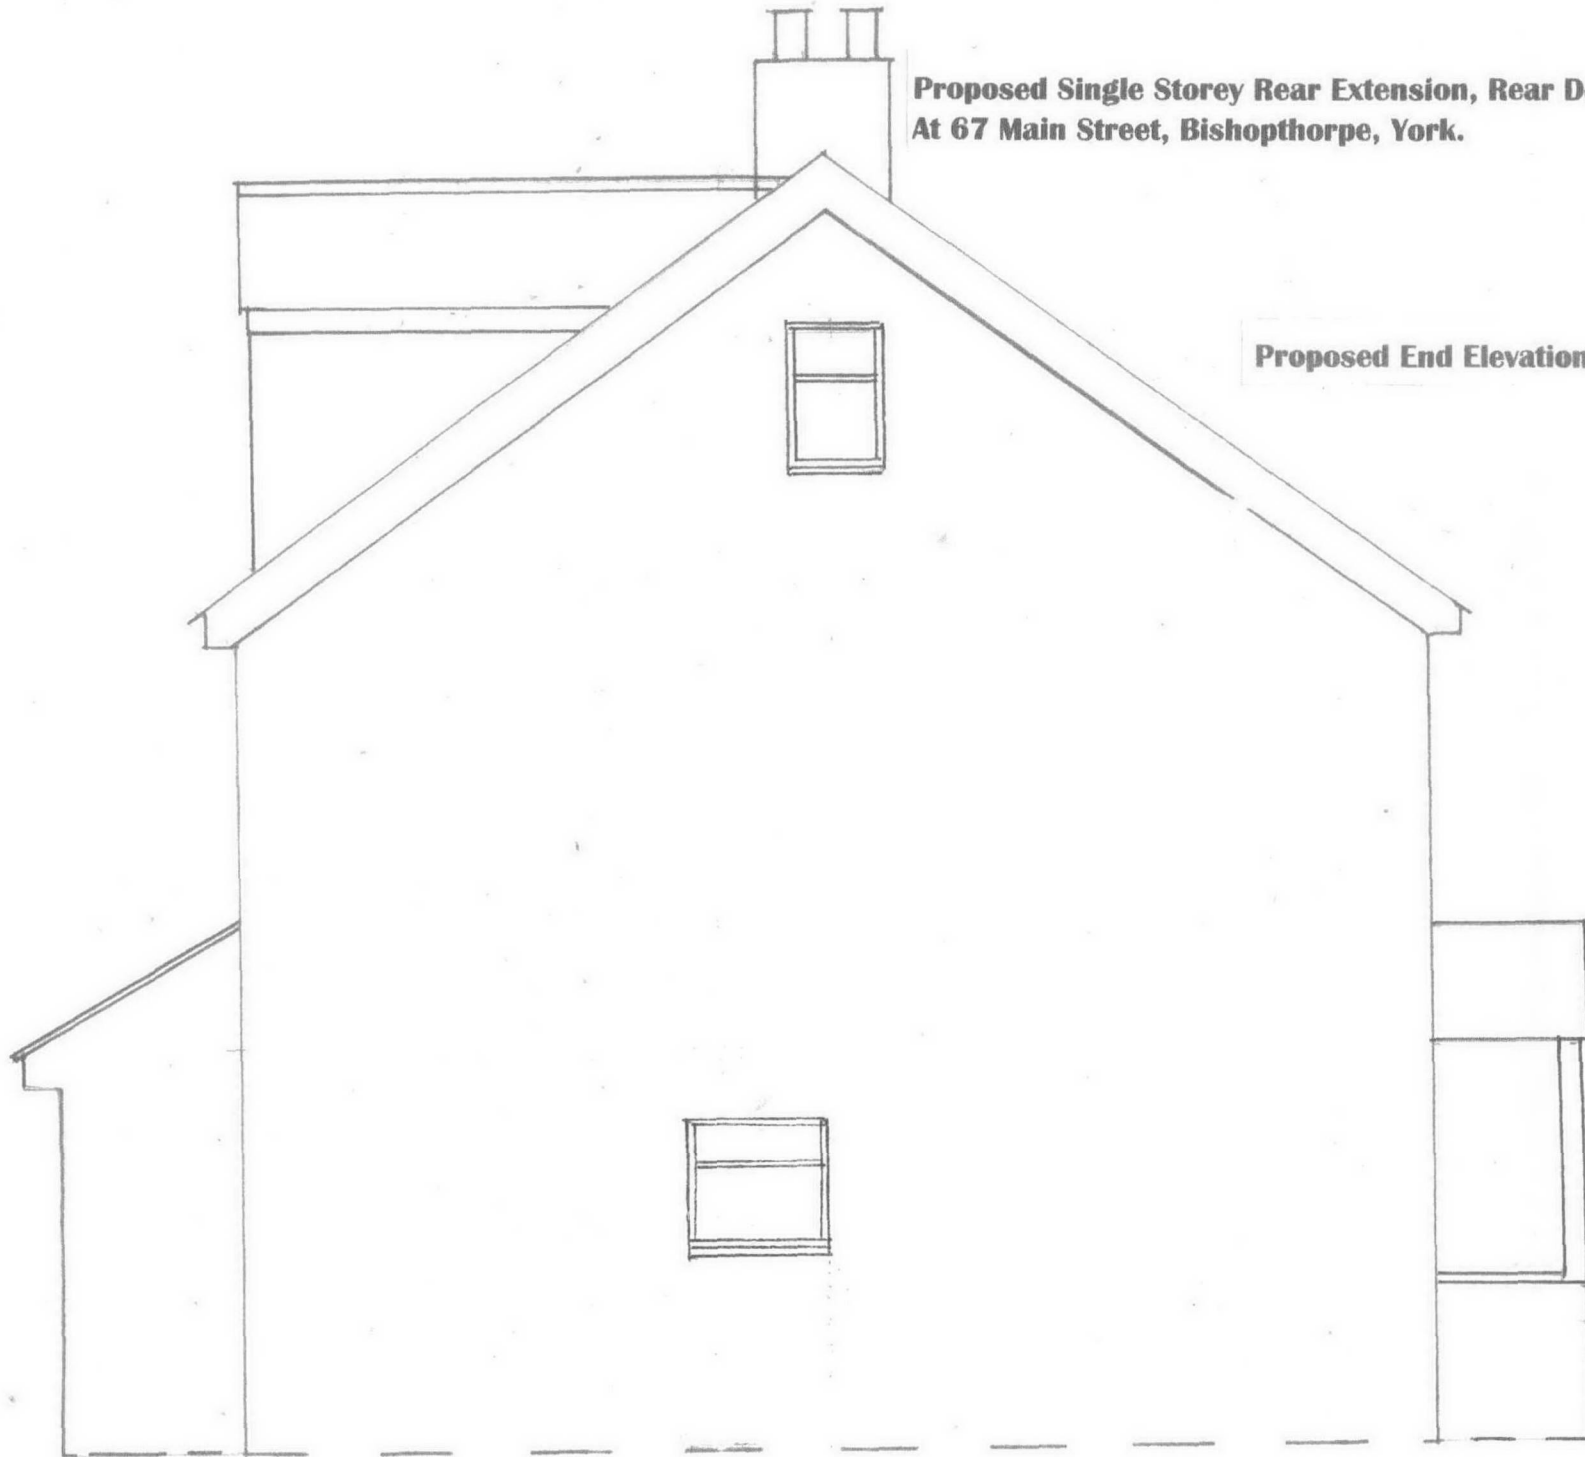 Proposed Single Storey Rear Extension, Rear D
At 67 Main Street, Bishopthorpe, York.
Proposed End Elevation